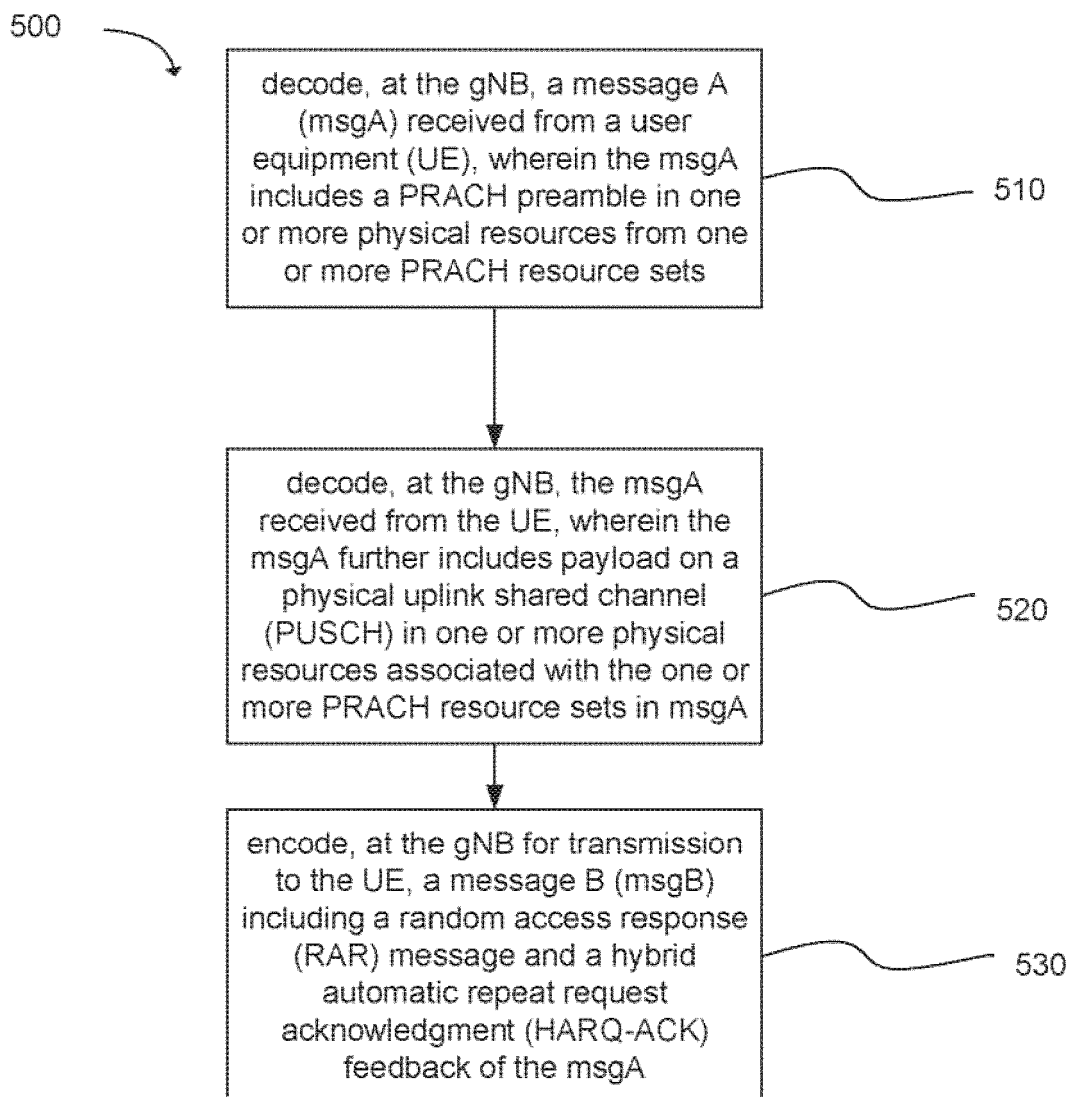 500
decode, at the gNB, a message A
(msgA) received from a user
equipment (UE), wherein the msgA
includes a PRACH preamble in one
or more physical resources from one
or more PRACH resource sets
510
decode, at the gNB, the msgA
received from the UE, wherein the
msgA further includes payload on a
physical uplink shared channel
(PUSCH) in one or more physical
resources associated with the one or
more PRACH resource sets in msgA
520
encode, at the gNB for transmission
to the UE, a message B (msgB)
including a random access response
(RAR) message and a hybrid
automatic repeat request
acknowledgment (HARQ-ACK)
feedback of the msgA
530